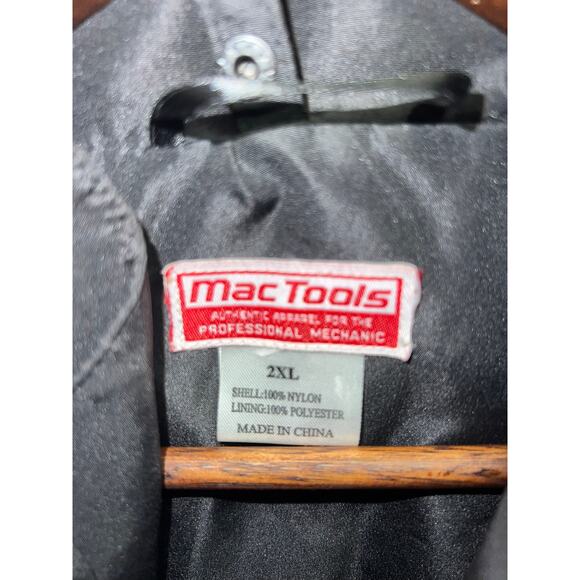 Mac Tools
AUTHENTIC APPAREL FOR THE
PROFESSIONAL MECHANIC
2XL
SHELL:100% NYLON
LINING:100% POLYESTER
MADE IN CHINA